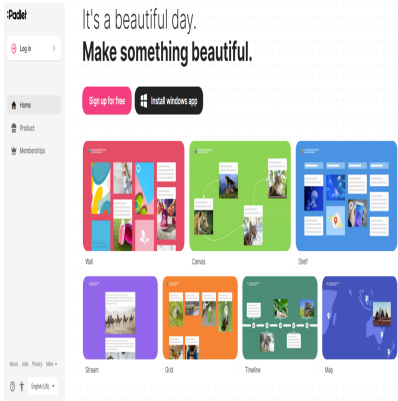 :Padlet
Log in
Home
Product
Memberships
About Jobs Privacy More
English (US)
It's a beautiful day.
Make something beautiful.
Sign up for free
Install windows app
Wall
Canvas
Shelf
Stream
Grid
Timeline
Map